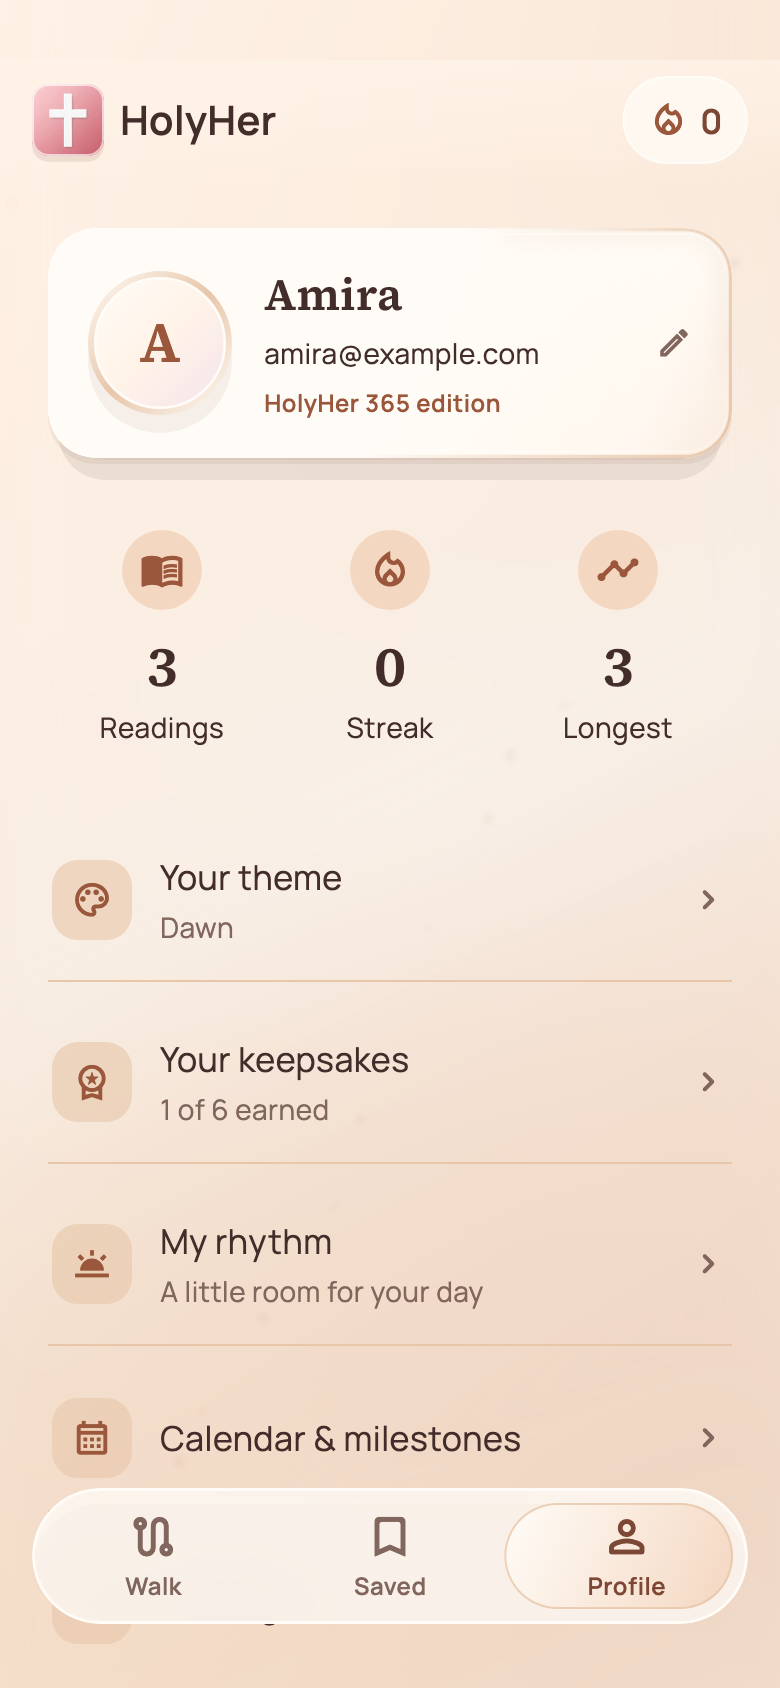 HolyHer
0
A
Amira
amira@example.com
HolyHer 365 edition
3
0
3
Readings
Streak
Longest
Your theme
Dawn
Your keepsakes
1 of 6 earned
My rhythm
A little room for your day
Calendar & milestones
Walk
Saved
Profile